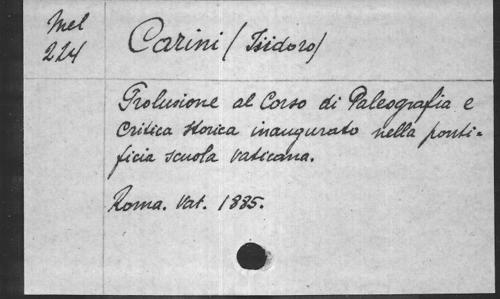 Mel
224
Carini (Isidoro)
Prolusione al Corso di Paleografia e
critica storica inaugurato nella ponti=
ficia scuola vaticana.
Roma. Vat. 1885.